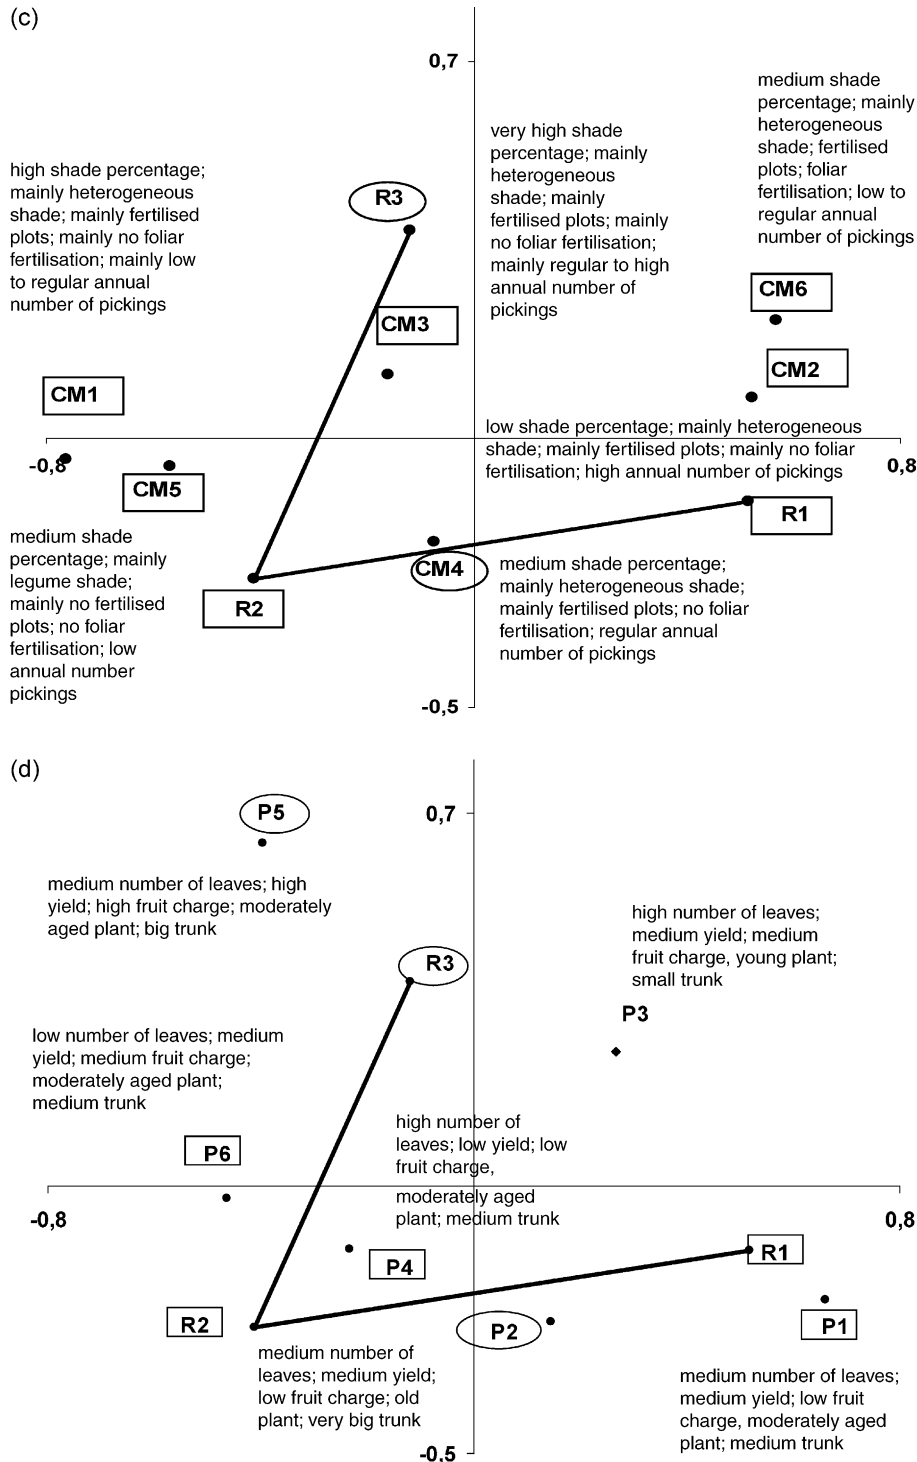 (c)
0,7
medium shade
percentage; mainly
heterogeneous
shade; fertilised
plots; foliar
fertilisation; low to
regular annual
number of pickings
very high shade
percentage; mainly
heterogeneous
shade; mainly
fertilised plots; mainly
no foliar fertilisation;
mainly regular to high
annual number of
pickings
high shade percentage;
mainly heterogeneous
shade; mainly fertilised
plots; mainly no foliar
fertilisation; mainly low
to regular annual
number of pickings
R3
CM6
CM3
CM2
CM1
low shade percentage; mainly heterogeneous
shade; mainly fertilised plots; mainly no foliar
fertilisation; high annual number of pickings
-0,8
0,8
CM5
R1
medium shade
percentage; mainly
legume shade;
mainly no fertilised
plots; no foliar
fertilisation; low
annual number
pickings
CM4
medium shade percentage;
mainly heterogeneous shade;
mainly fertilised plots; no foliar
fertilisation; regular annual
number of pickings
R2
-0,5
(d)
P5
0,7
medium number of leaves; high
yield; high fruit charge; moderately
aged plant; big trunk
high number of leaves;
medium yield; medium
fruit charge, young plant;
small trunk
R3
P3
low number of leaves; medium
yield; medium fruit charge;
moderately aged plant;
medium trunk
high number of
leaves; low yield; low
fruit charge,
moderately aged
plant; medium trunk
P6
-0,8
0,8
P4
R1
R2
P2
P1
medium number of
leaves; medium yield;
low fruit charge; old
plant; very big trunk
medium number of leaves;
medium yield; low fruit
charge, moderately aged
plant; medium trunk
-0.5